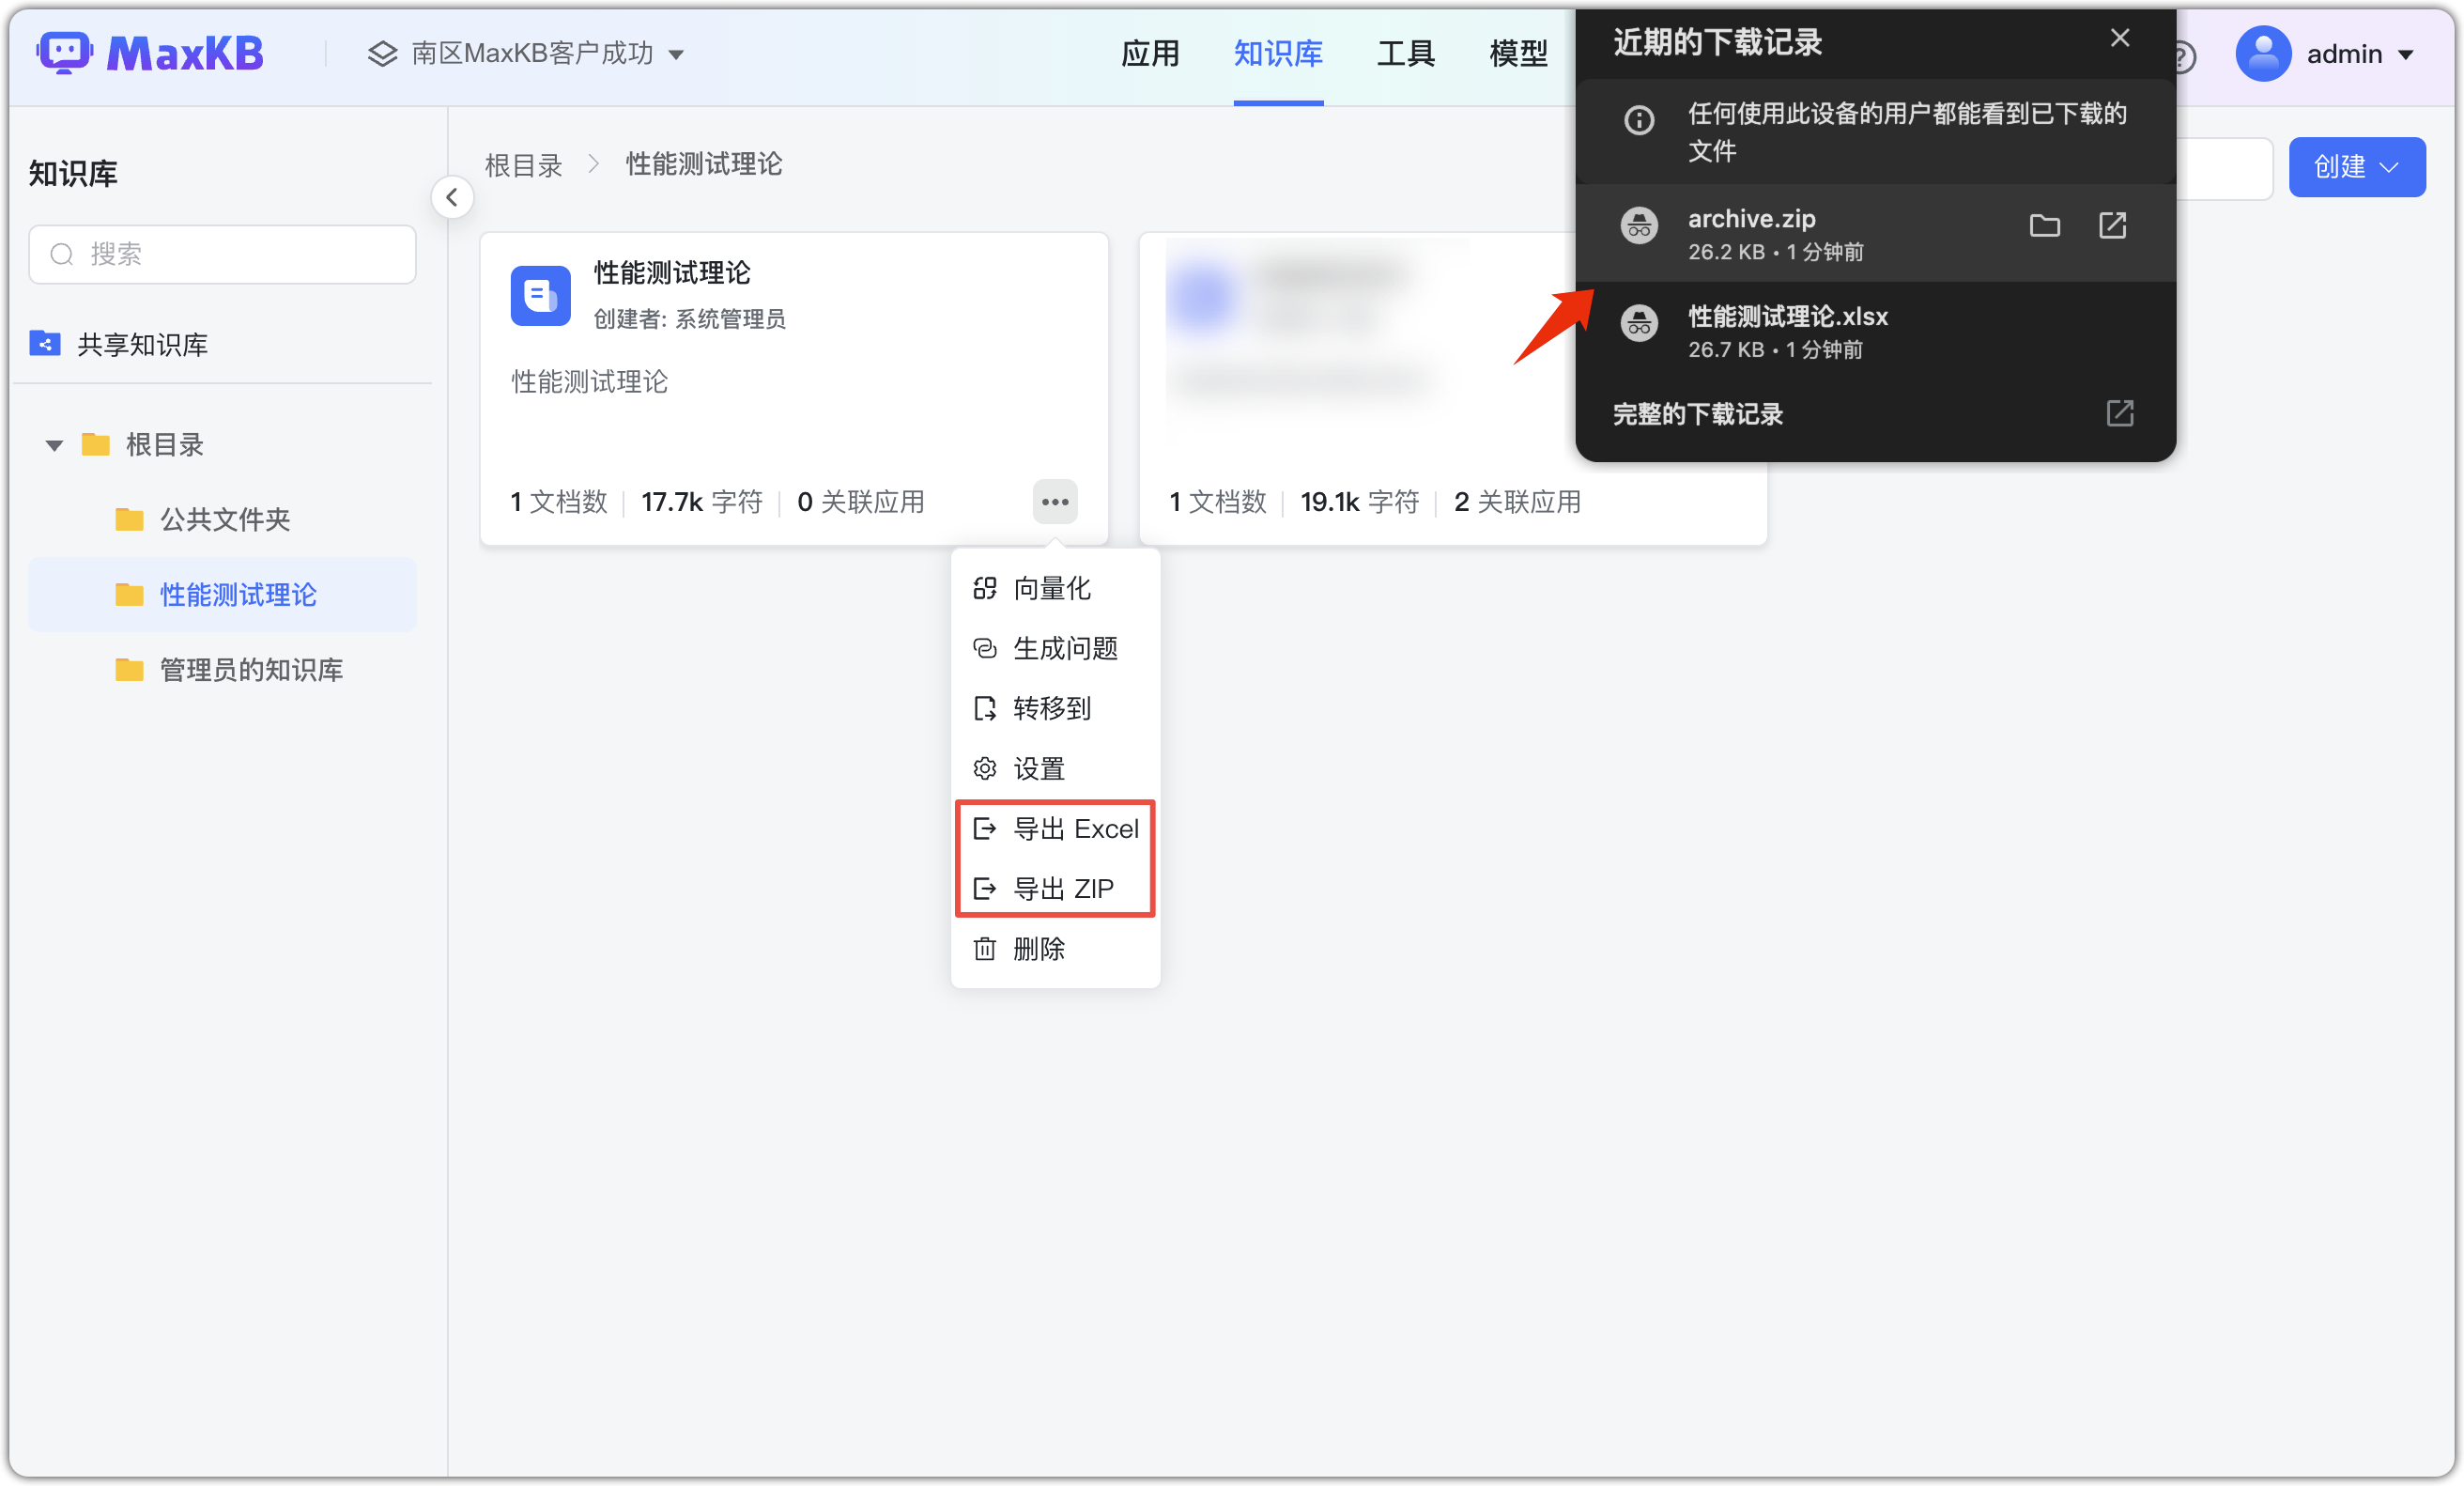 MaxKB
南区MaxKB客户成功
应用
知识库
工具
模型
admin
近期的下载记录
任何使用此设备的用户都能看到已下载的
文件
archive.zip
26.2 KB • 1 分钟前
性能测试理论.xlsx
26.7 KB • 1 分钟前
完整的下载记录
知识库
搜索
共享知识库
根目录
公共文件夹
性能测试理论
管理员的知识库
根目录 > 性能测试理论
创建
性能测试理论
创建者: 系统管理员
性能测试理论
1 文档数 | 17.7k 字符 | 0 关联应用
1 文档数 | 19.1k 字符 | 2 关联应用
向量化
生成问题
转移到
设置
导出 Excel
导出 ZIP
删除